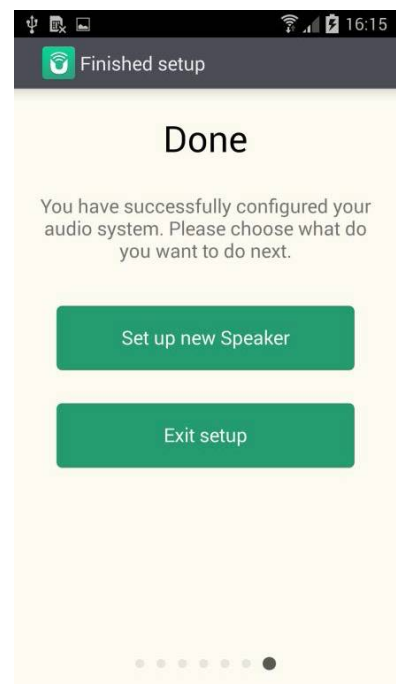 16:15
Finished setup
Done
You have successfully configured your
audio system. Please choose what do
you want to do next.
Set up new Speaker
Exit setup